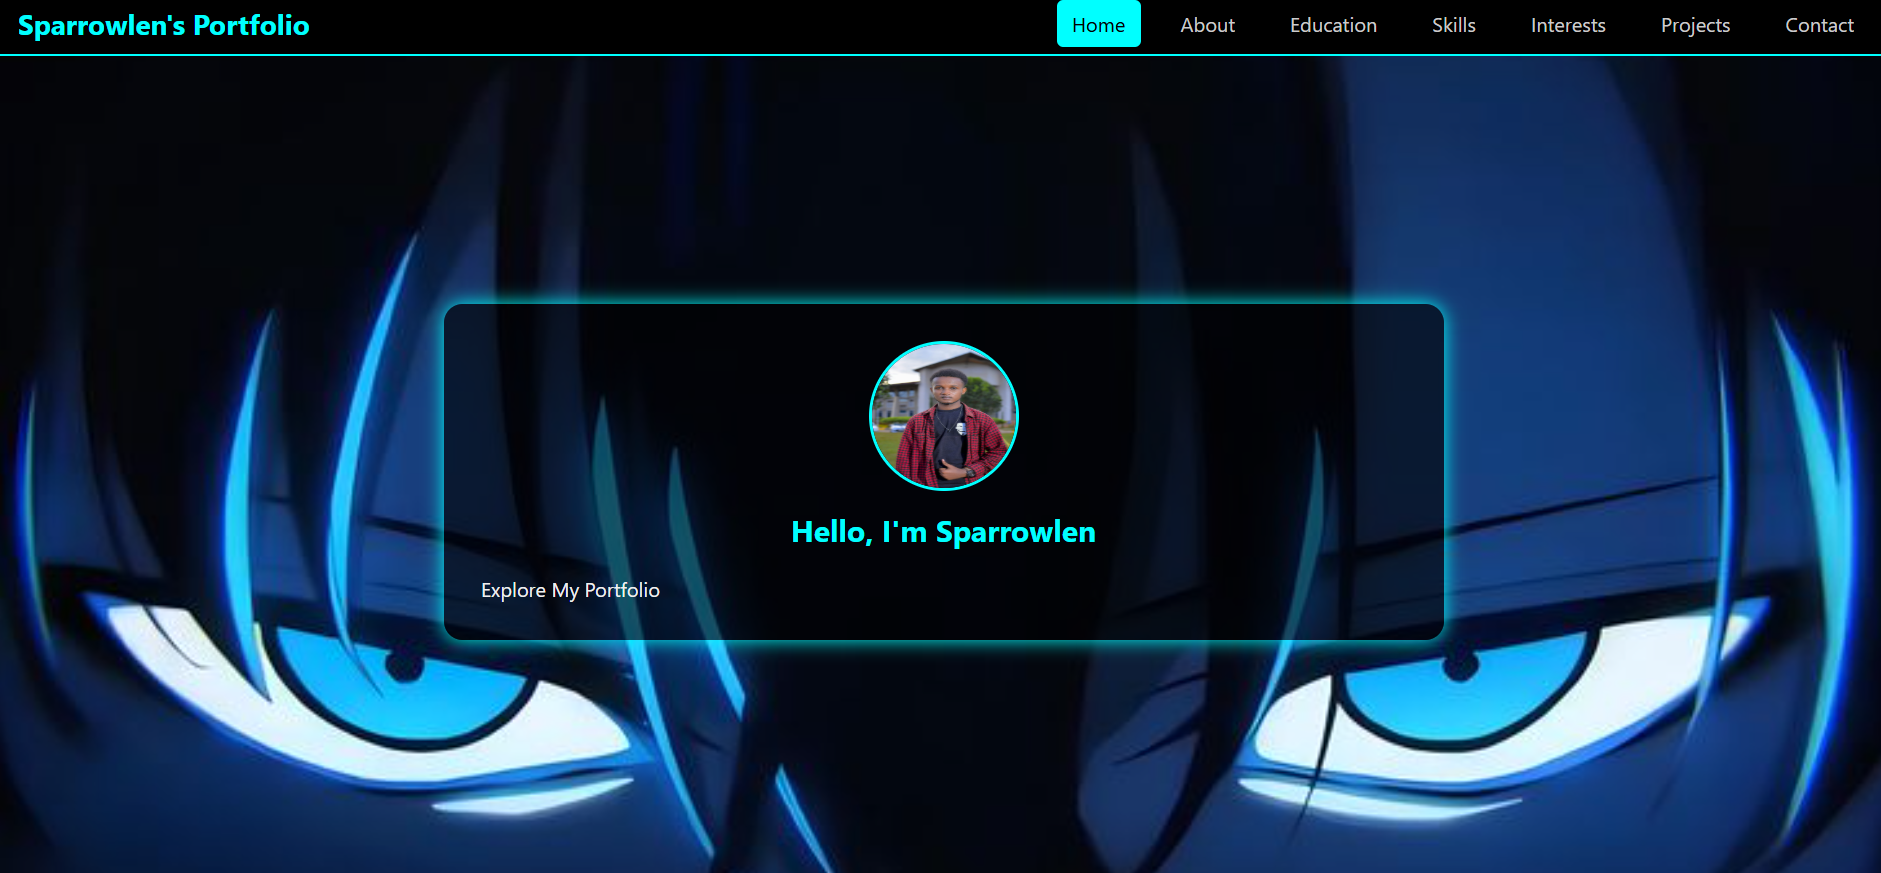 Sparrowlen's Portfolio
Home About Education Skills Interests Projects Contact
Hello, I'm Sparrowlen
Explore My Portfolio